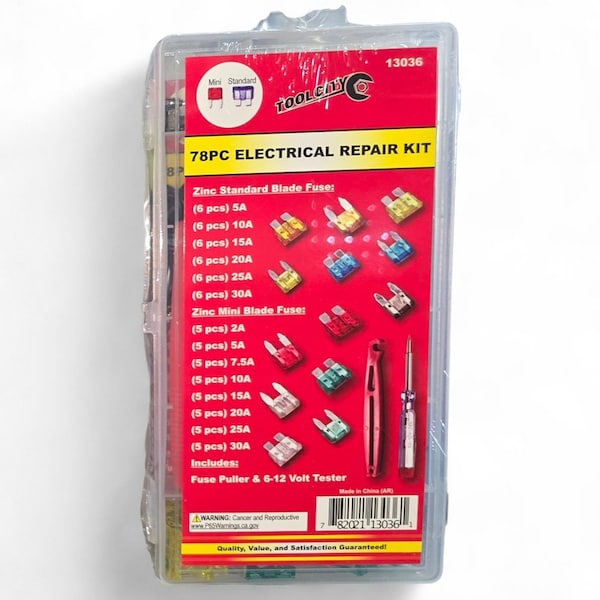 13036
Mini Standard
TOOL CITY
78PC ELECTRICAL REPAIR KIT
Zinc Standard Blade Fuse:
(6 pcs) 5A
(6 pcs) 10A
(6 pcs) 15A
(6 pcs) 20A
(6 pcs) 25A
(6 pcs) 30A
Zinc Mini Blade Fuse:
(5 pcs) 2A
(5 pcs) 5A
(5 pcs) 7.5A
(5 pcs) 10A
(5 pcs) 15A
(5 pcs) 20A
(5 pcs) 25A
(5 pcs) 30A
Includes:
Fuse Puller & 6-12 Volt Tester
Made in China (AR)
WARNING: Cancer and Reproductive
www.P65Warnings.ca.gov
7 82021 13036 1
Quality, Value, and Satisfaction Guaranteed!